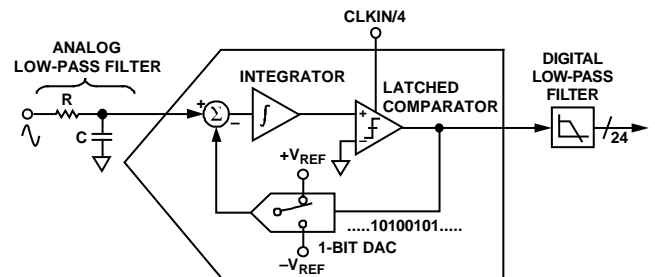 CLKIN/4
ANALOG
LOW-PASS FILTER
R
C
+
Σ
–
INTEGRATOR
∫
LATCHED
COMPARATOR
+
–
DIGITAL
LOW-PASS
FILTER
24
+VREF
.....10100101.....
1-BIT DAC
–VREF